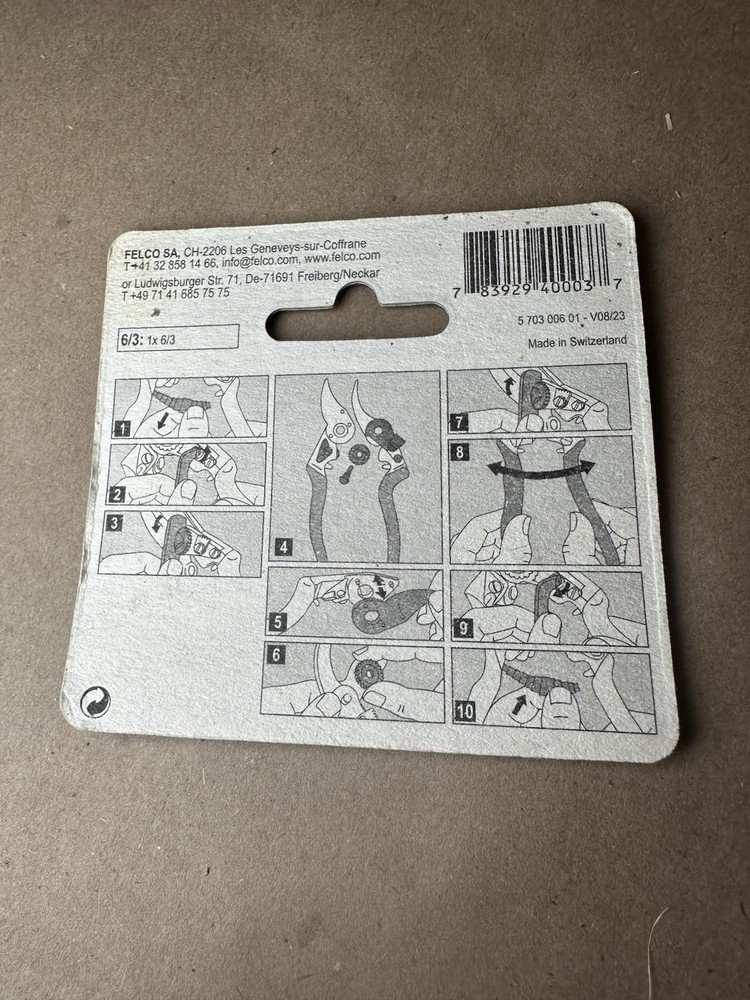 FELCO SA, CH-2206 Les Geneveys-sur-Coffrane
T+41 32 858 14 66, info@felco.com, www.felco.com
or Ludwigsburger Str. 71, De-71691 Freiberg/Neckar
T +49 71 41 685 75 75
7 83929 40003 7
5 703 006 01 - V08/23
Made in Switzerland
6/3: 1x 6/3
1
2
3
4
5
6
7
8
9
10